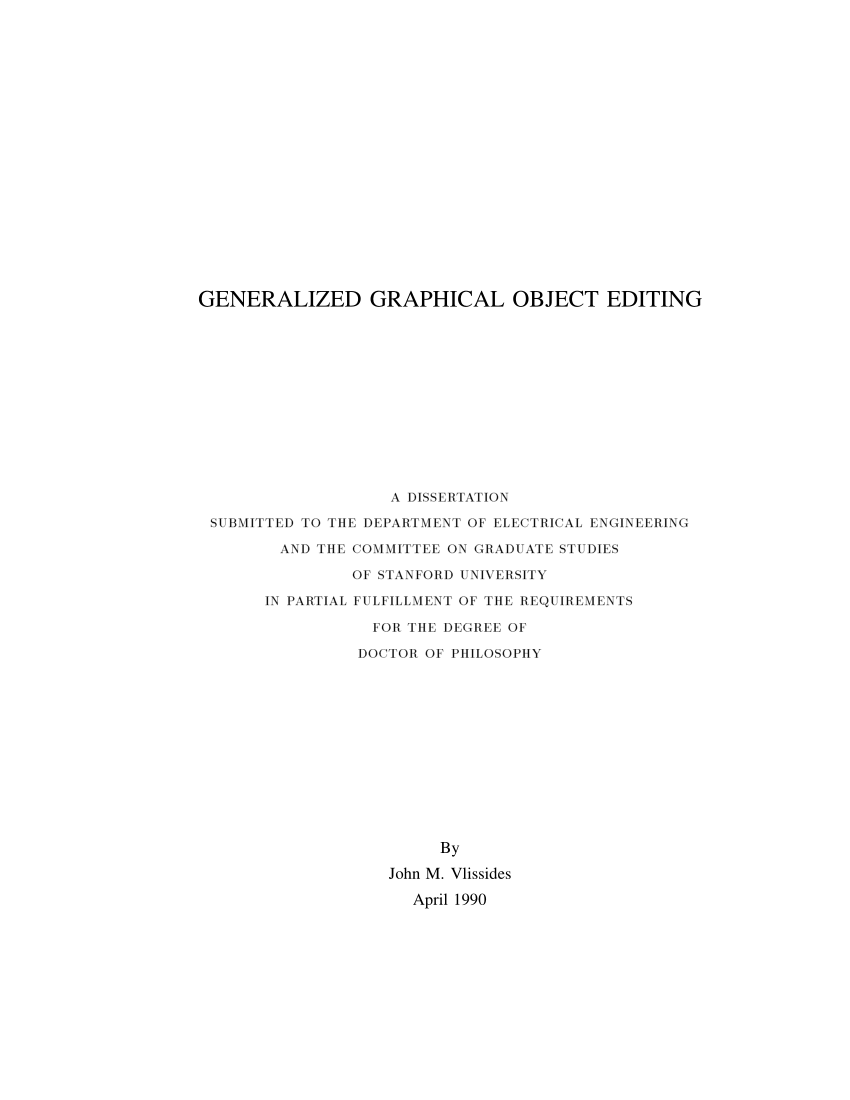 GENERALIZED GRAPHICAL OBJECT EDITING
A DISSERTATION
SUBMITTED TO THE DEPARTMENT OF ELECTRICAL ENGINEERING
AND THE COMMITTEE ON GRADUATE STUDIES
OF STANFORD UNIVERSITY
IN PARTIAL FULFILLMENT OF THE REQUIREMENTS
FOR THE DEGREE OF
DOCTOR OF PHILOSOPHY
By
John M. Vlissides
April 1990